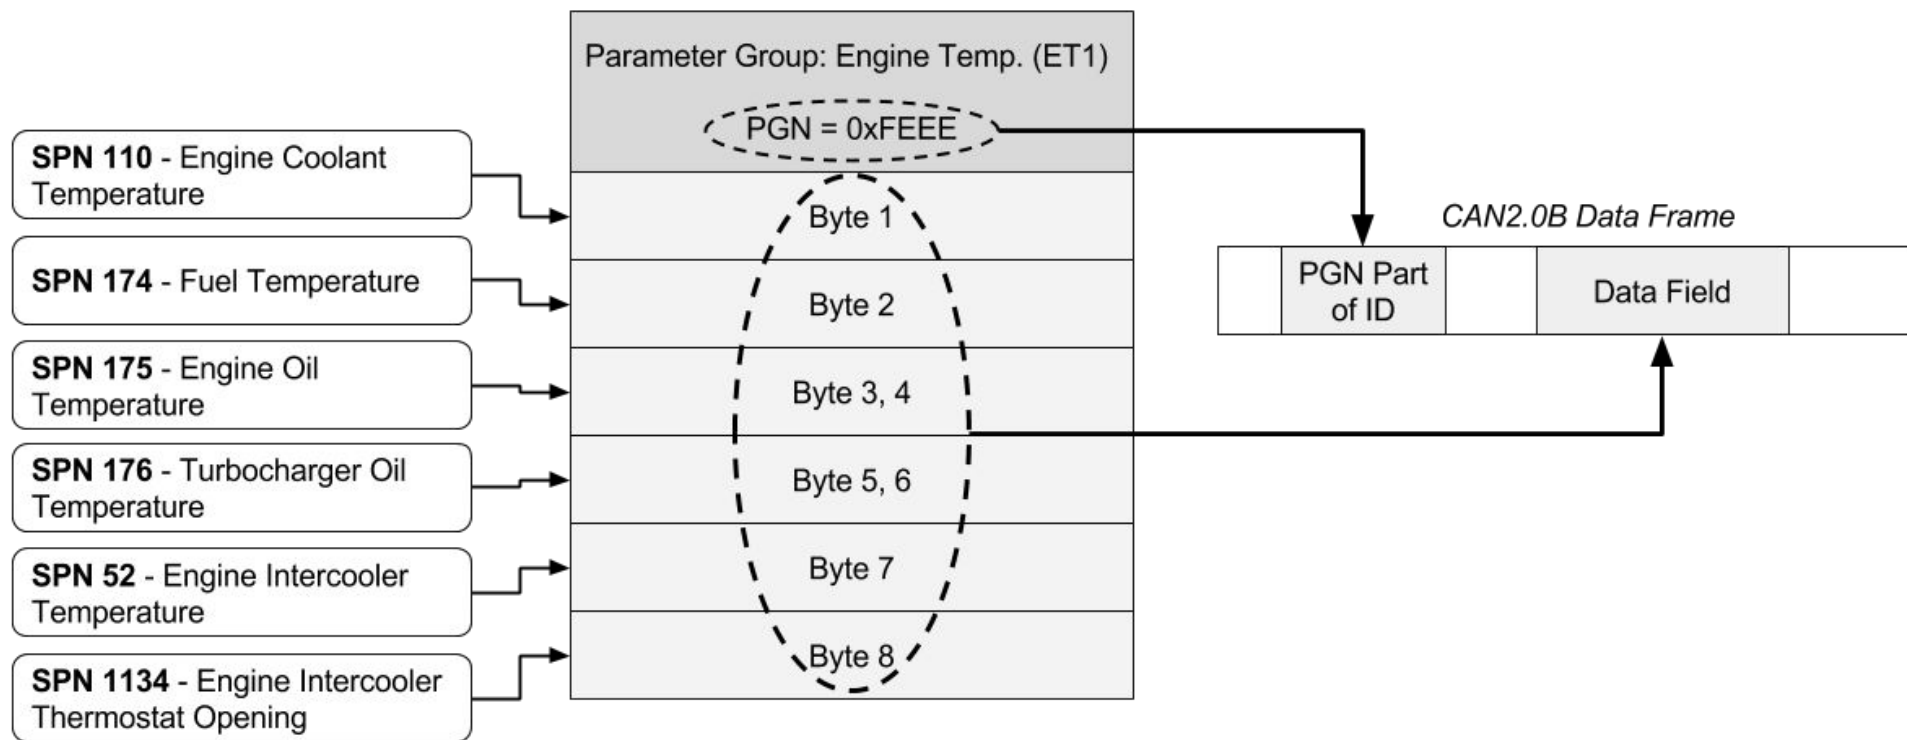 Parameter Group: Engine Temp. (ET1)
PGN = 0xFEEE
SPN 110 - Engine Coolant
Temperature
SPN 174 - Fuel Temperature
SPN 175 - Engine Oil
Temperature
SPN 176 - Turbocharger Oil
Temperature
SPN 52 - Engine Intercooler
Temperature
SPN 1134 - Engine Intercooler
Thermostat Opening
Byte 1
Byte 2
Byte 3, 4
Byte 5, 6
Byte 7
Byte 8
CAN2.0B Data Frame
PGN Part
of ID
Data Field